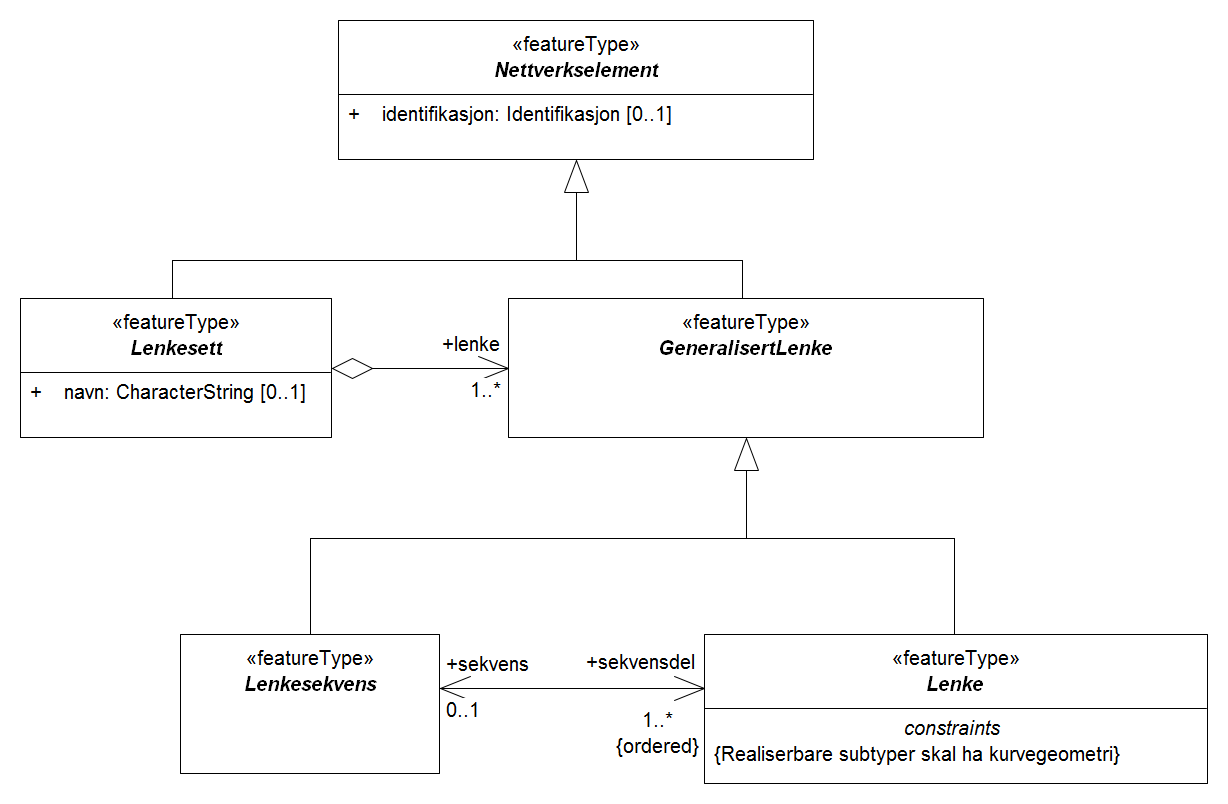 «featureType»
Nettverkselement
+ identifikasjon: Identifikasjon [0..1]
«featureType»
Lenkesett
+ navn: CharacterString [0..1]
+lenke
1..*
«featureType»
GeneralisertLenke
«featureType»
Lenkesekvens
+sekvens
0..1
+sekvensdel
1..*
{ordered}
«featureType»
Lenke
constraints
{Realiserbare subtyper skal ha kurvegeometri}